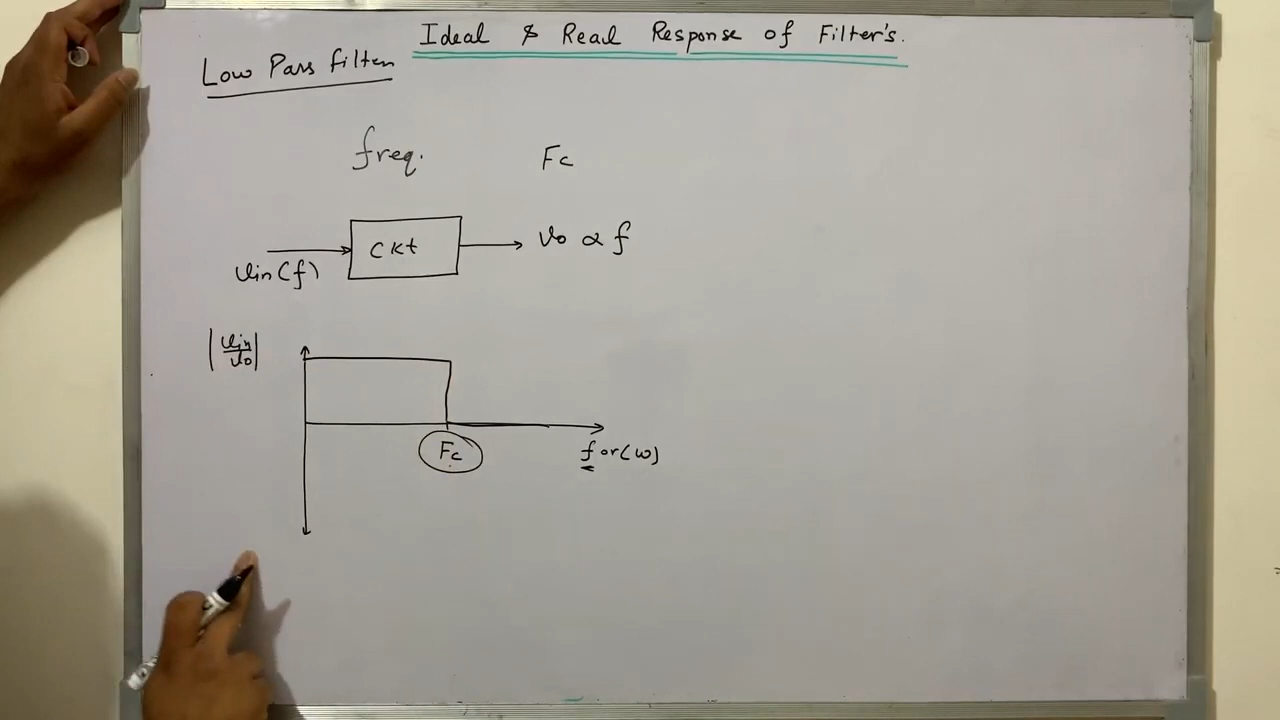 Ideal & Real Response of Filter's.
Low Pass filter
freq. Fc
Vin(f) Ckt Vo ∝ f
|Vin/Vo|
Fc
f or (w)